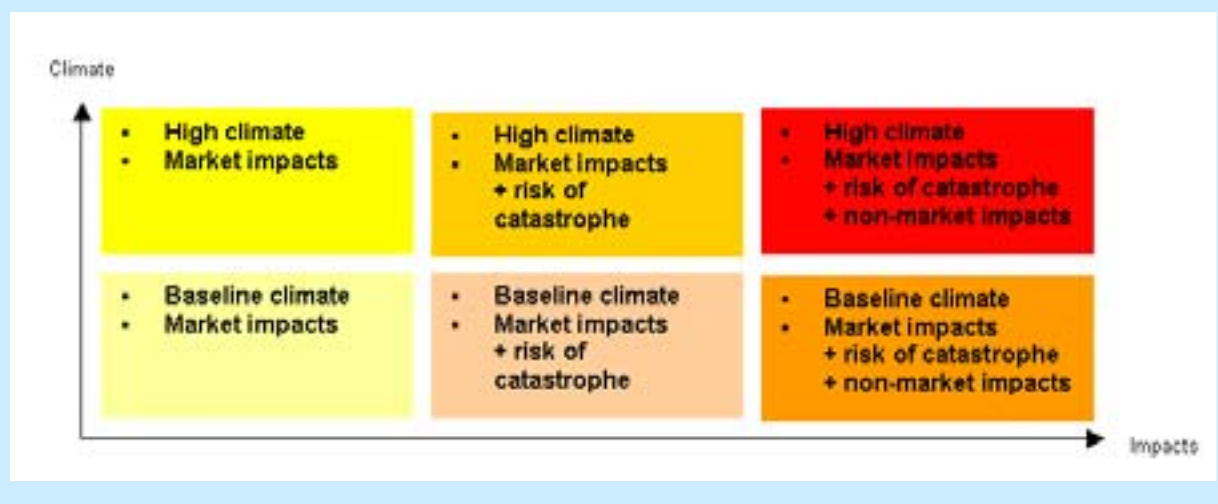 Climate
▪ High climate
▪ Market impacts
▪ High climate
▪ Market impacts
+ risk of
catastrophe
▪ High climate
▪ Market impacts
+ risk of catastrophe
+ non-market impacts
▪ Baseline climate
▪ Market impacts
▪ Baseline climate
▪ Market impacts
+ risk of
catastrophe
▪ Baseline climate
▪ Market impacts
+ risk of catastrophe
+ non-market impacts
Impacts